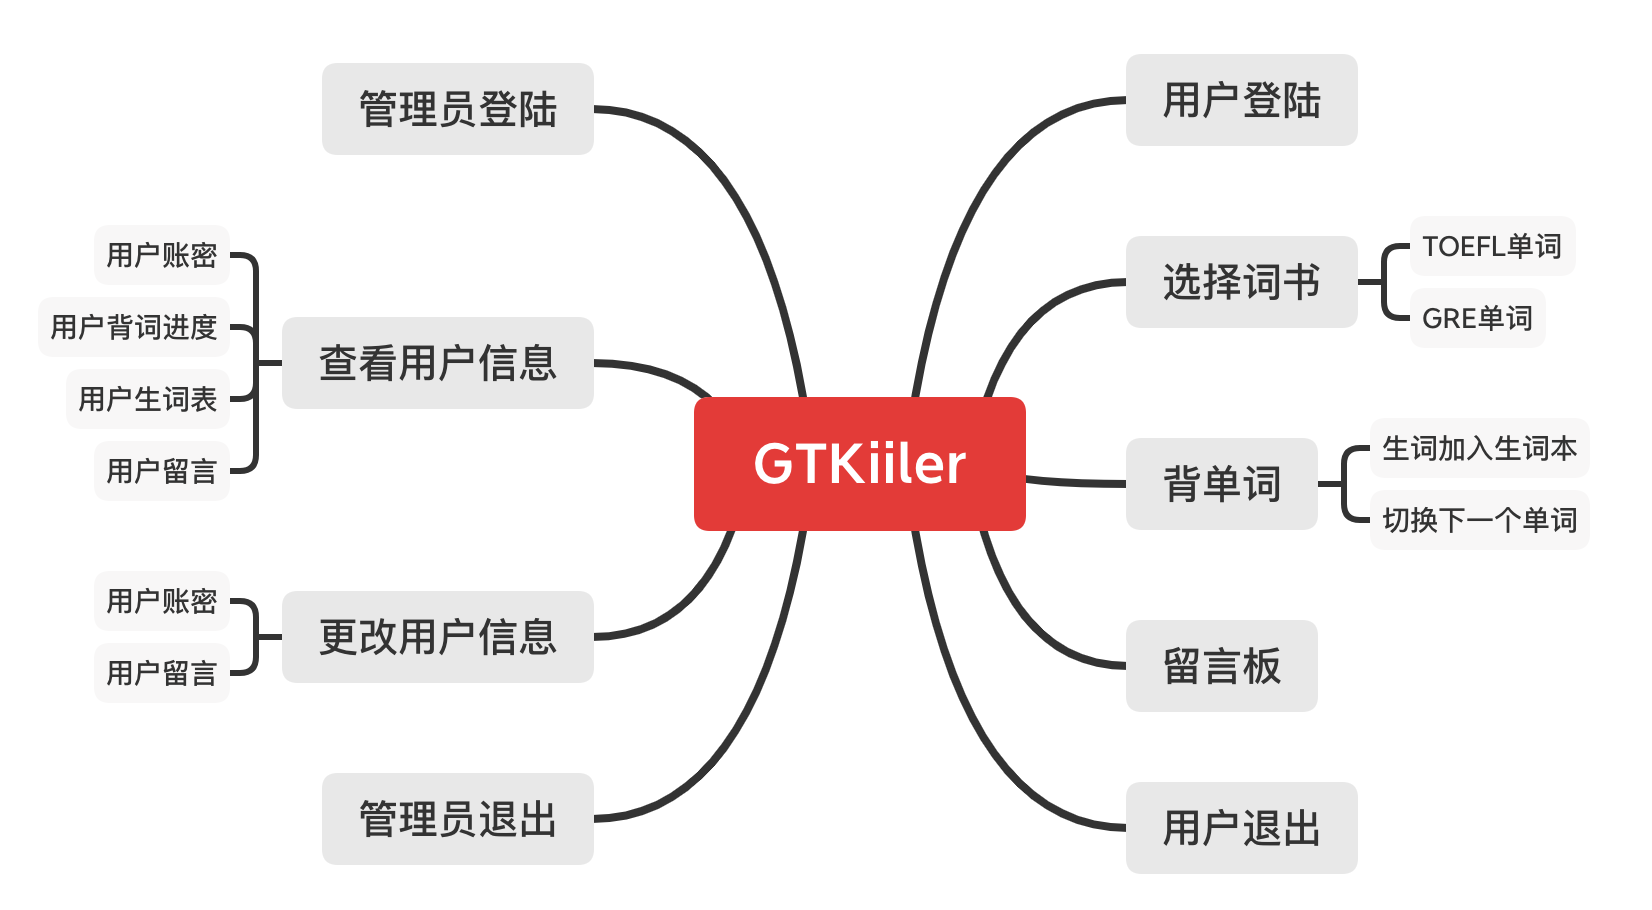 GTKiiler
用户登陆
选择词书
TOEFL单词
GRE单词
背单词
生词加入生词本
切换下一个单词
留言板
用户退出
管理员登陆
查看用户信息
用户账密
用户背词进度
用户生词表
用户留言
更改用户信息
用户账密
用户留言
管理员退出